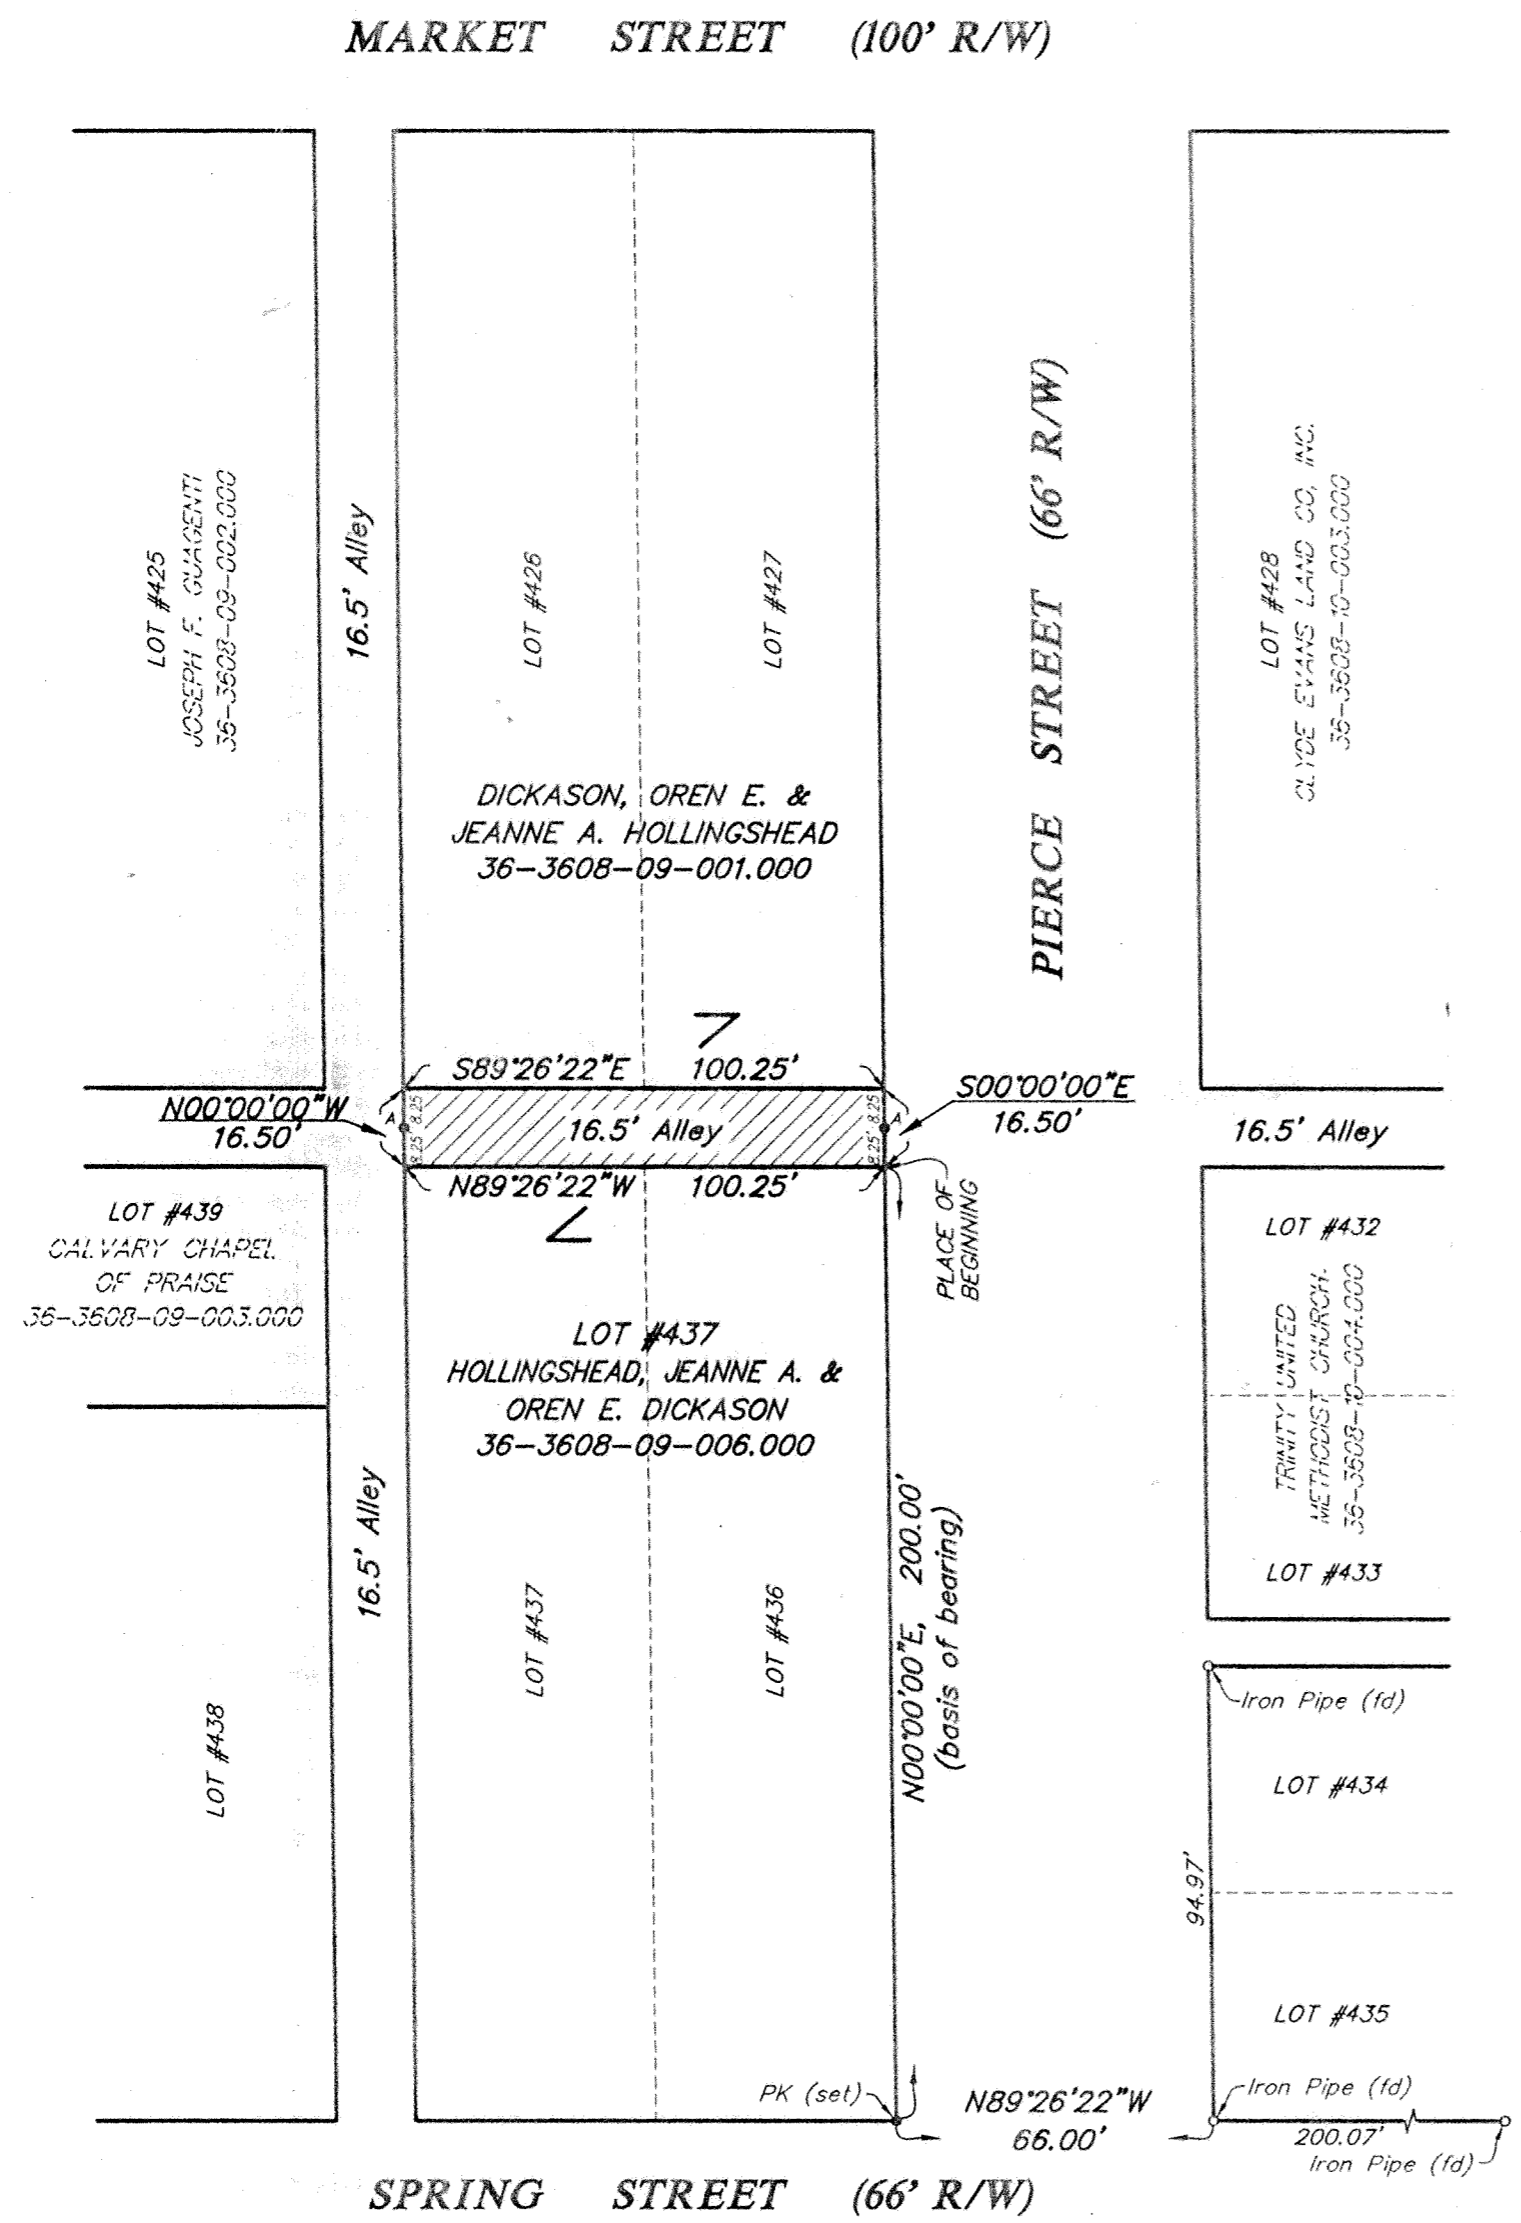 MARKET STREET (100' R/W)
LOT #425
JOSEPH F. GUAGENTI
36-3608-09-002.000
16.5' Alley
LOT #426
LOT #427
PIERCE STREET (66' R/W)
LOT #428
CLYDE EVANS LAND CO, INC.
36-3608-10-003.000
DICKASON, OREN E. &
JEANNE A. HOLLINGSHEAD
36-3608-09-001.000
S89°26'22"E 100.25'
N00°00'00"W
16.50'
A
8.25'
8.25'
16.5' Alley
8.25'
8.25'
A
S00°00'00"E
16.50'
16.5' Alley
N89°26'22"W 100.25'
PLACE OF
BEGINNING
LOT #439
CALVARY CHAPEL
OF PRAISE
36-3608-09-003.000
LOT #432
TRINITY UNITED
METHODIST CHURCH.
36-3608-10-004.000
LOT #433
LOT #437
HOLLINGSHEAD, JEANNE A. &
OREN E. DICKASON
36-3608-09-006.000
16.5' Alley
LOT #437
LOT #436
N00°00'00"E, 200.00'
(basis of bearing)
LOT #438
Iron Pipe (fd)
LOT #434
94.97'
LOT #435
PK (set)
N89°26'22"W
66.00'
Iron Pipe (fd)
200.07'
Iron Pipe (fd)
SPRING STREET (66' R/W)